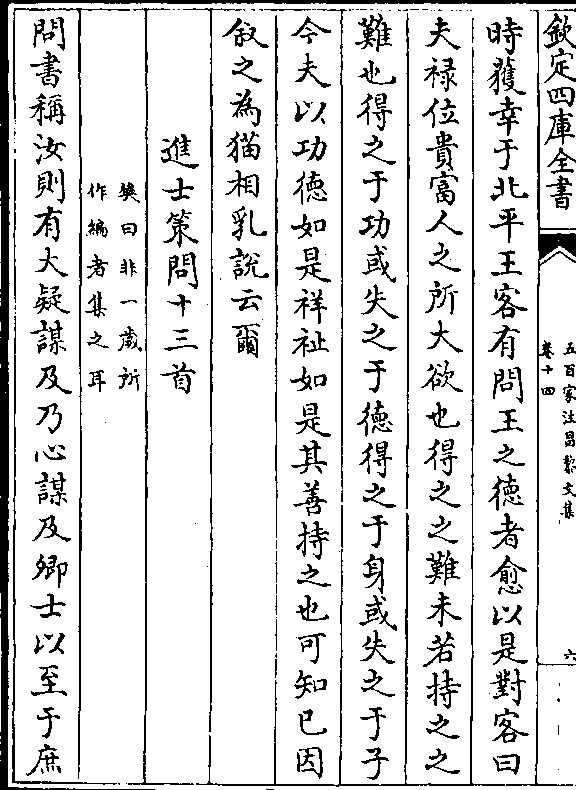 欽定四庫全書
五百家注昌黎文集
卷十四
六
時獲幸于北平王客有問王之德者愈以是對客曰
夫禄位貴富人之所大欲也得之之難未若持之之
難也得之于功或失之于德得之于身或失之于子
今夫以功德如是祥祉如是其善持之也可知已因
叙之為猫相乳說云爾
進士策問十三首
樊曰非一歲所
作編者集之耳
問書稱汝則有大疑謀及乃心謀及卿士以至于庶